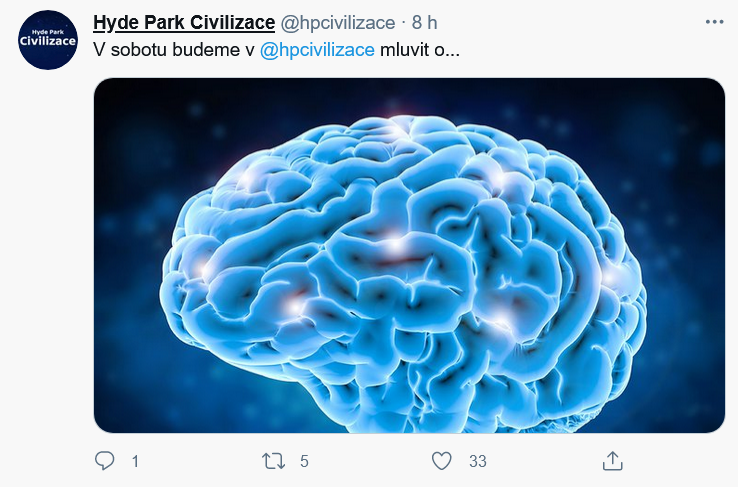 Hyde Park
Civilizace
Hyde Park Civilizace @hpcivilizace · 8 h
V sobotu budeme v @hpcivilizace mluvit o...
1 5 33